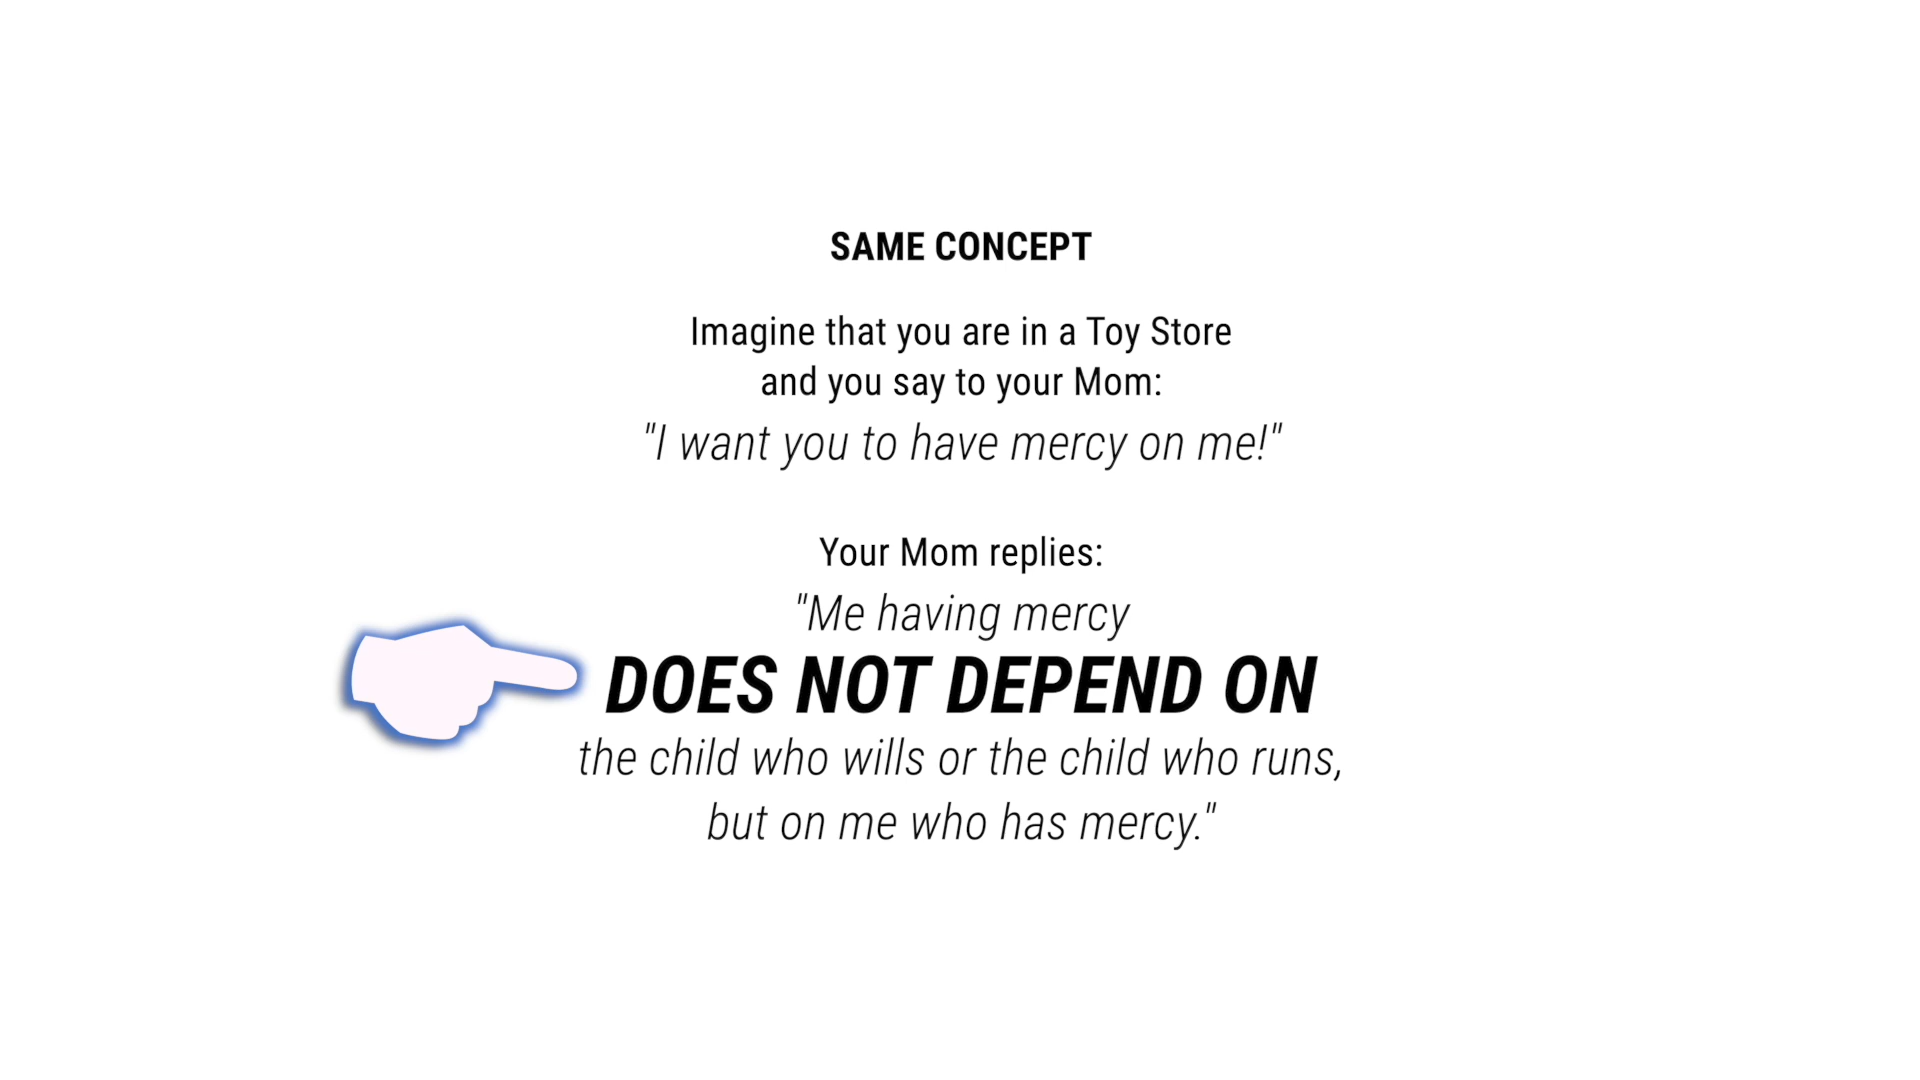 SAME CONCEPT
Imagine that you are in a Toy Store
and you say to your Mom:
"I want you to have mercy on me!"
Your Mom replies:
"Me having mercy
DOES NOT DEPEND ON
the child who wills or the child who runs,
but on me who has mercy."